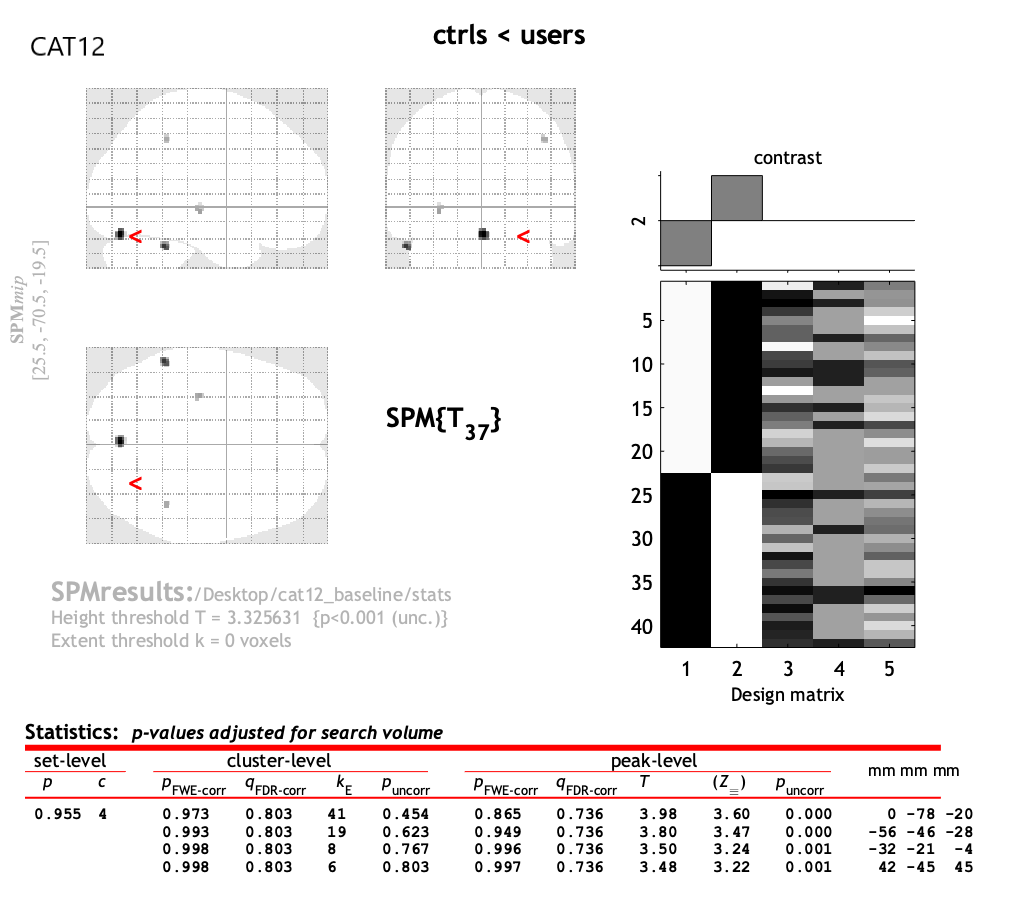 ctrls < users
CAT12
<
<
SPMmip
[25.5, -70.5, -19.5]
<
SPM{T37}
contrast
2
5
10
15
20
25
30
35
40
1 2 3 4 5
Design matrix
SPMresults:/Desktop/cat12_baseline/stats
Height threshold T = 3.325631 {p<0.001 (unc.)}
Extent threshold k = 0 voxels
Statistics: p-values adjusted for search volume
set-level cluster-level peak-level mm mm mm
p c pFWE-corr qFDR-corr kE puncorr pFWE-corr qFDR-corr T (Z≡) puncorr
0.955 4 0.973 0.803 41 0.454 0.865 0.736 3.98 3.60 0.000 0 -78 -20
0.993 0.803 19 0.623 0.949 0.736 3.80 3.47 0.000 -56 -46 -28
0.998 0.803 8 0.767 0.996 0.736 3.50 3.24 0.001 -32 -21 -4
0.998 0.803 6 0.803 0.997 0.736 3.48 3.22 0.001 42 -45 45